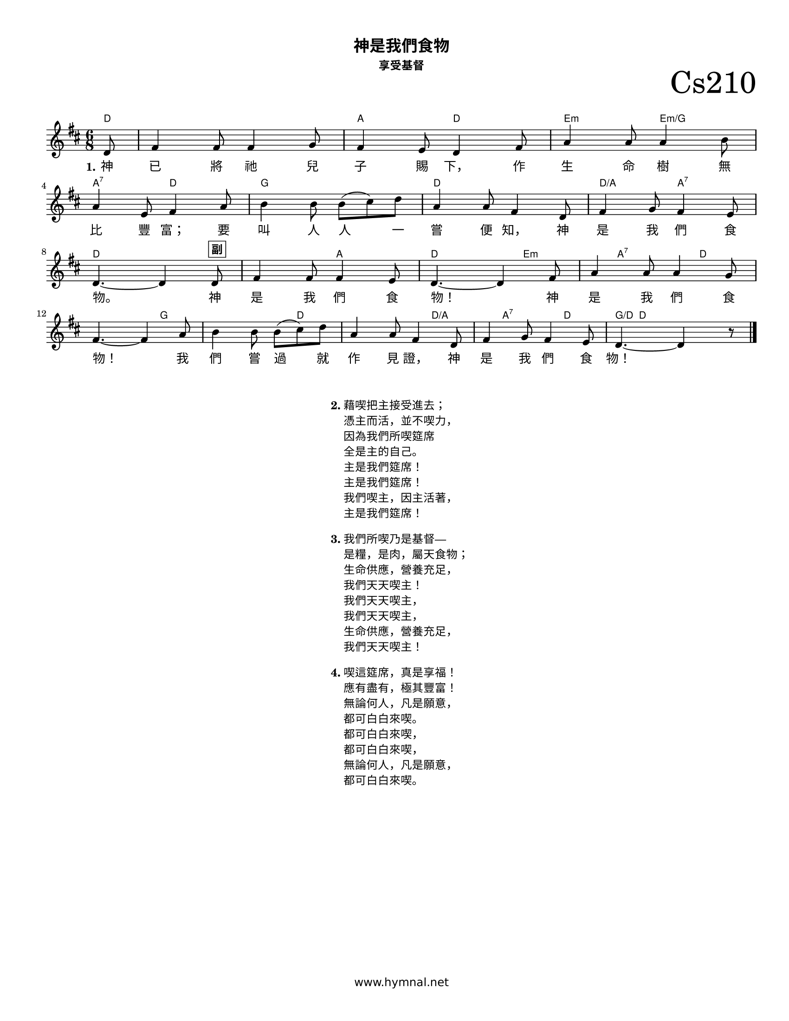 神是我們食物
享受基督
Cs210
D A D Em Em/G
1. 神 已 將 祂 兒 子 賜 下， 作 生 命 樹 無
4 A7 D G D D/A A7
比 豐 富； 要 叫 人 人 一 嘗 便 知， 神 是 我 們 食
8 D 副 A D Em A7 D
物。 神 是 我 們 食 物！ 神 是 我 們 食
12 G D D/A A7 D G/D D
物！ 我 們 嘗 過 就 作 見 證， 神 是 我 們 食 物！
2. 藉喫把主接受進去；
憑主而活，並不喫力，
因為我們所喫筵席
全是主的自己。
主是我們筵席！
主是我們筵席！
我們喫主，因主活著，
主是我們筵席！
3. 我們所喫乃是基督—
是糧，是肉，屬天食物；
生命供應，營養充足，
我們天天喫主！
我們天天喫主，
我們天天喫主，
生命供應，營養充足，
我們天天喫主！
4. 喫這筵席，真是享福！
應有盡有，極其豐富！
無論何人，凡是願意，
都可白白來喫。
都可白白來喫，
都可白白來喫，
無論何人，凡是願意，
都可白白來喫。
www.hymnal.net